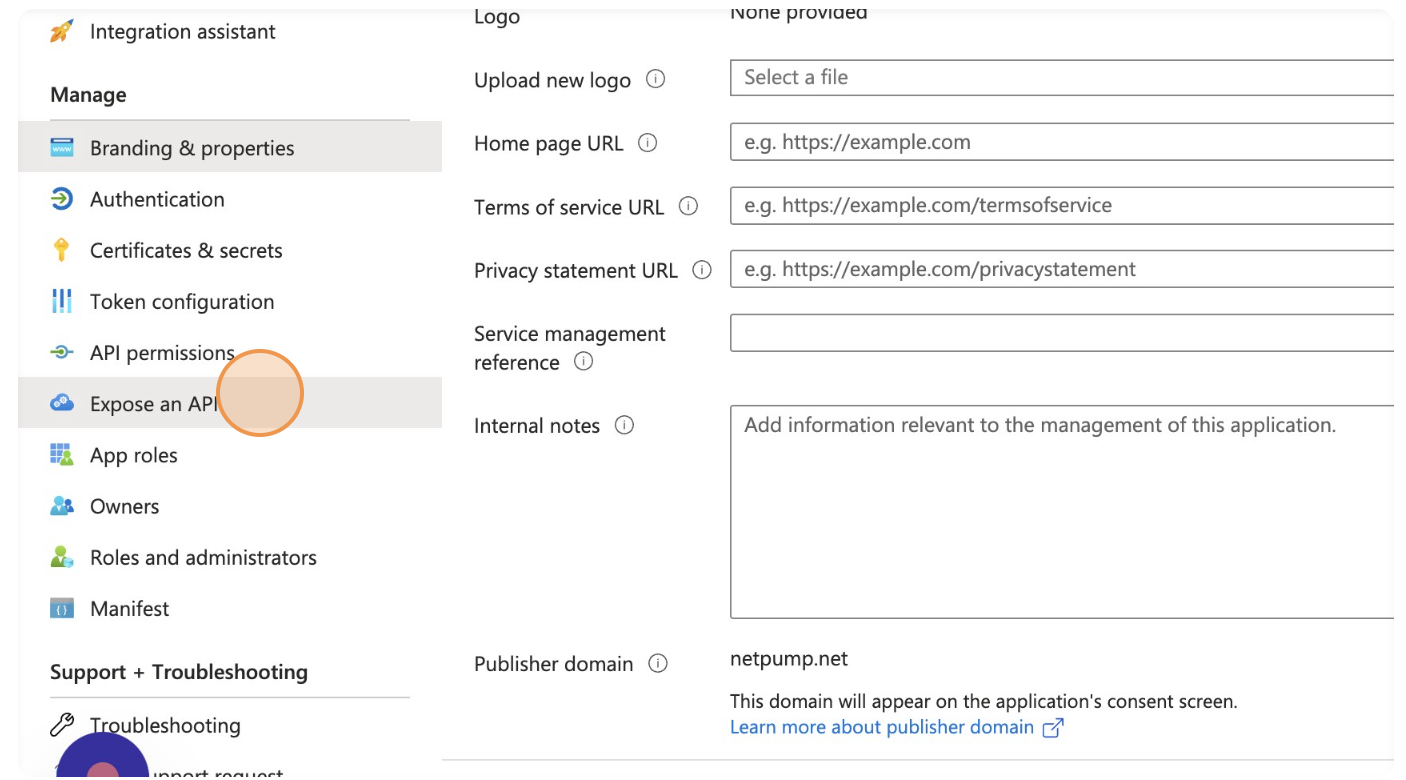 Integration assistant
Manage
Branding & properties
Authentication
Certificates & secrets
Token configuration
API permissions
Expose an API
App roles
Owners
Roles and administrators
Manifest
Support + Troubleshooting
Troubleshooting
support request
Logo
None provided
Upload new logo
Select a file
Home page URL
e.g. https://example.com
Terms of service URL
e.g. https://example.com/termsofservice
Privacy statement URL
e.g. https://example.com/privacystatement
Service management
reference
Internal notes
Add information relevant to the management of this application.
Publisher domain
netpump.net
This domain will appear on the application's consent screen.
Learn more about publisher domain